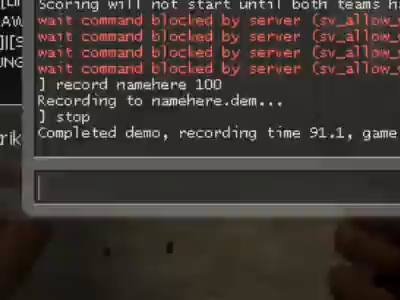 Scoring will not start until both teams
wait command blocked by server (sv_allow_
wait command blocked by server (sv_allow_
wait command blocked by server (sv_allow_
wait command blocked by server (sv_allow_
] record namehere 100
Recording to namehere.dem...
] stop
Completed demo, recording time 91.1, game